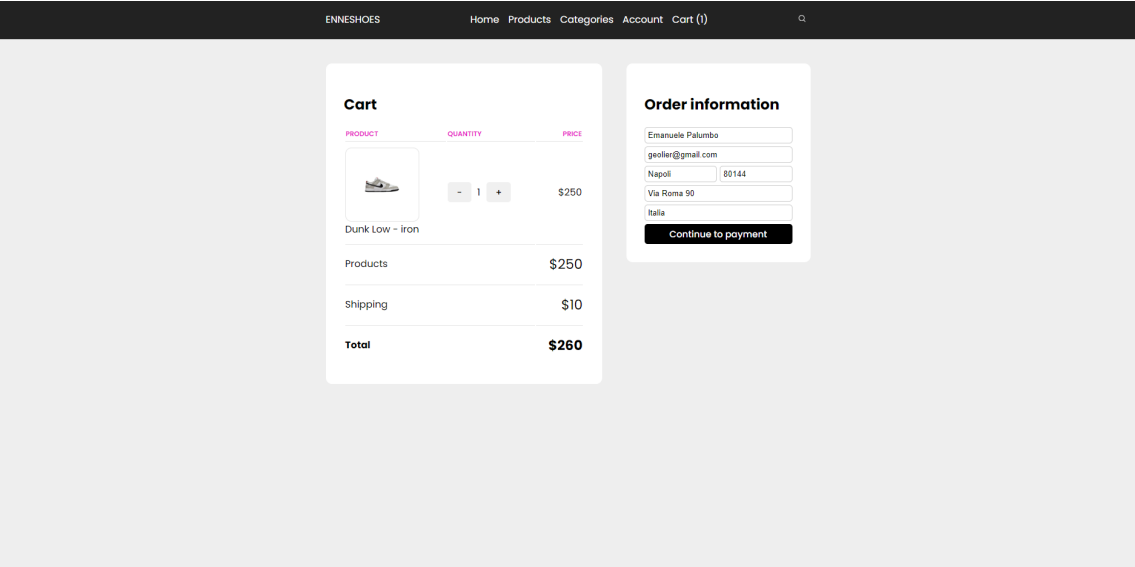 ENNESHOES Home Products Categories Account Cart (1)
Cart
PRODUCT QUANTITY PRICE
- 1 + $250
Dunk Low - iron
Products $250
Shipping $10
Total $260
Order information
Emanuele Palumbo
geolier@gmail.com
Napoli 80144
Via Roma 90
Italia
Continue to payment